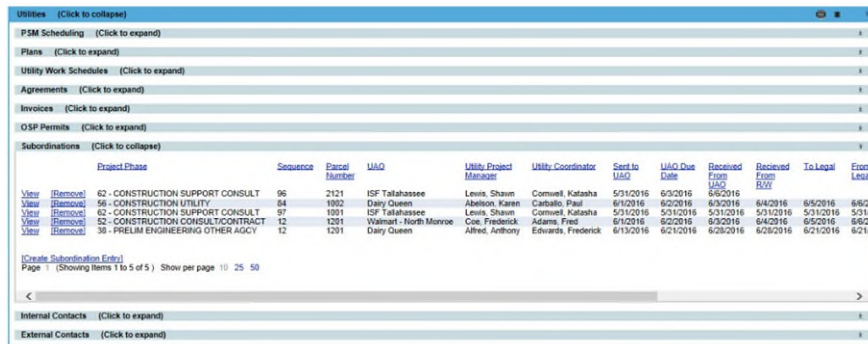 Utilities (Click to collapse)
PSM Scheduling (Click to expand)
Plans (Click to expand)
Utility Work Schedules (Click to expand)
Agreements (Click to expand)
Invoices (Click to expand)
OSP Permits (Click to expand)
Subordinations (Click to collapse)
Project Phase Sequence Parcel Number UAO Utility Project Manager Utility Coordinator Sent to UAO UAO Due Date Received From UAO Recieved From R/W To Legal From Legal
View [Remove] 62 - CONSTRUCTION SUPPORT CONSULT 96 2121 ISF Tallahassee Lewis, Shawn Cornwell, Katasha 5/31/2016 6/3/2016 6/6/2016
View [Remove] 56 - CONSTRUCTION UTILITY 84 1002 Dairy Queen Abelson, Karen Carballo, Paul 6/1/2016 6/2/2016 6/3/2016 6/4/2016 6/5/2016 6/6/2
View [Remove] 62 - CONSTRUCTION SUPPORT CONSULT 97 1001 ISF Tallahassee Lewis, Shawn Cornwell, Katasha 5/31/2016 5/31/2016 5/31/2016 5/31/2016 5/31/2016 5/31/
View [Remove] 52 - CONSTRUCTION CONSULT/CONTRACT 12 1201 Walmart - North Monroe Coe, Frederick Adams, Fred 6/1/2016 6/2/2016 6/3/2016 6/4/2016 6/5/2016 6/6/2
View [Remove] 38 - PRELIM ENGINEERING OTHER AGCY 12 1201 Dairy Queen Alfred, Anthony Edwards, Frederick 6/13/2016 6/21/2016 6/28/2016 6/28/2016 6/21/2016 6/21/
[Create Subordination Entry]
Page 1 (Showing Items 1 to 5 of 5) Show per page 10 25 50
Internal Contacts (Click to expand)
External Contacts (Click to expand)